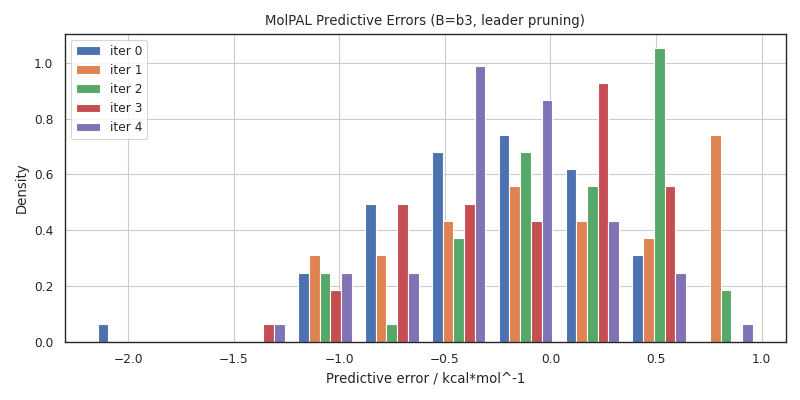 MolPAL Predictive Errors (B=b3, leader pruning)
iter 0
iter 1
iter 2
iter 3
iter 4
Density
1.0
0.8
0.6
0.4
0.2
0.0
−2.0 −1.5 −1.0 −0.5 0.0 0.5 1.0
Predictive error / kcal*mol^-1